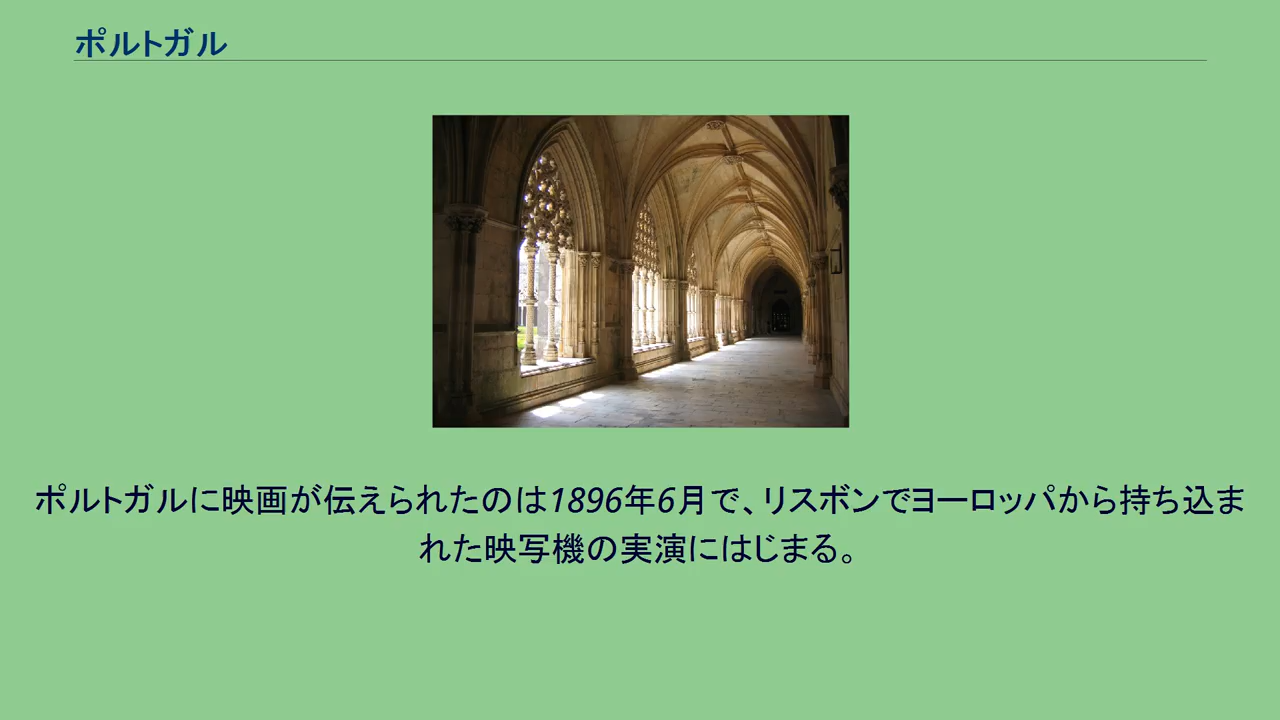 ポルトガル
ポルトガルに映画が伝えられたのは1896年6月で、リスボンでヨーロッパから持ち込ま
れた映写機の実演にはじまる。